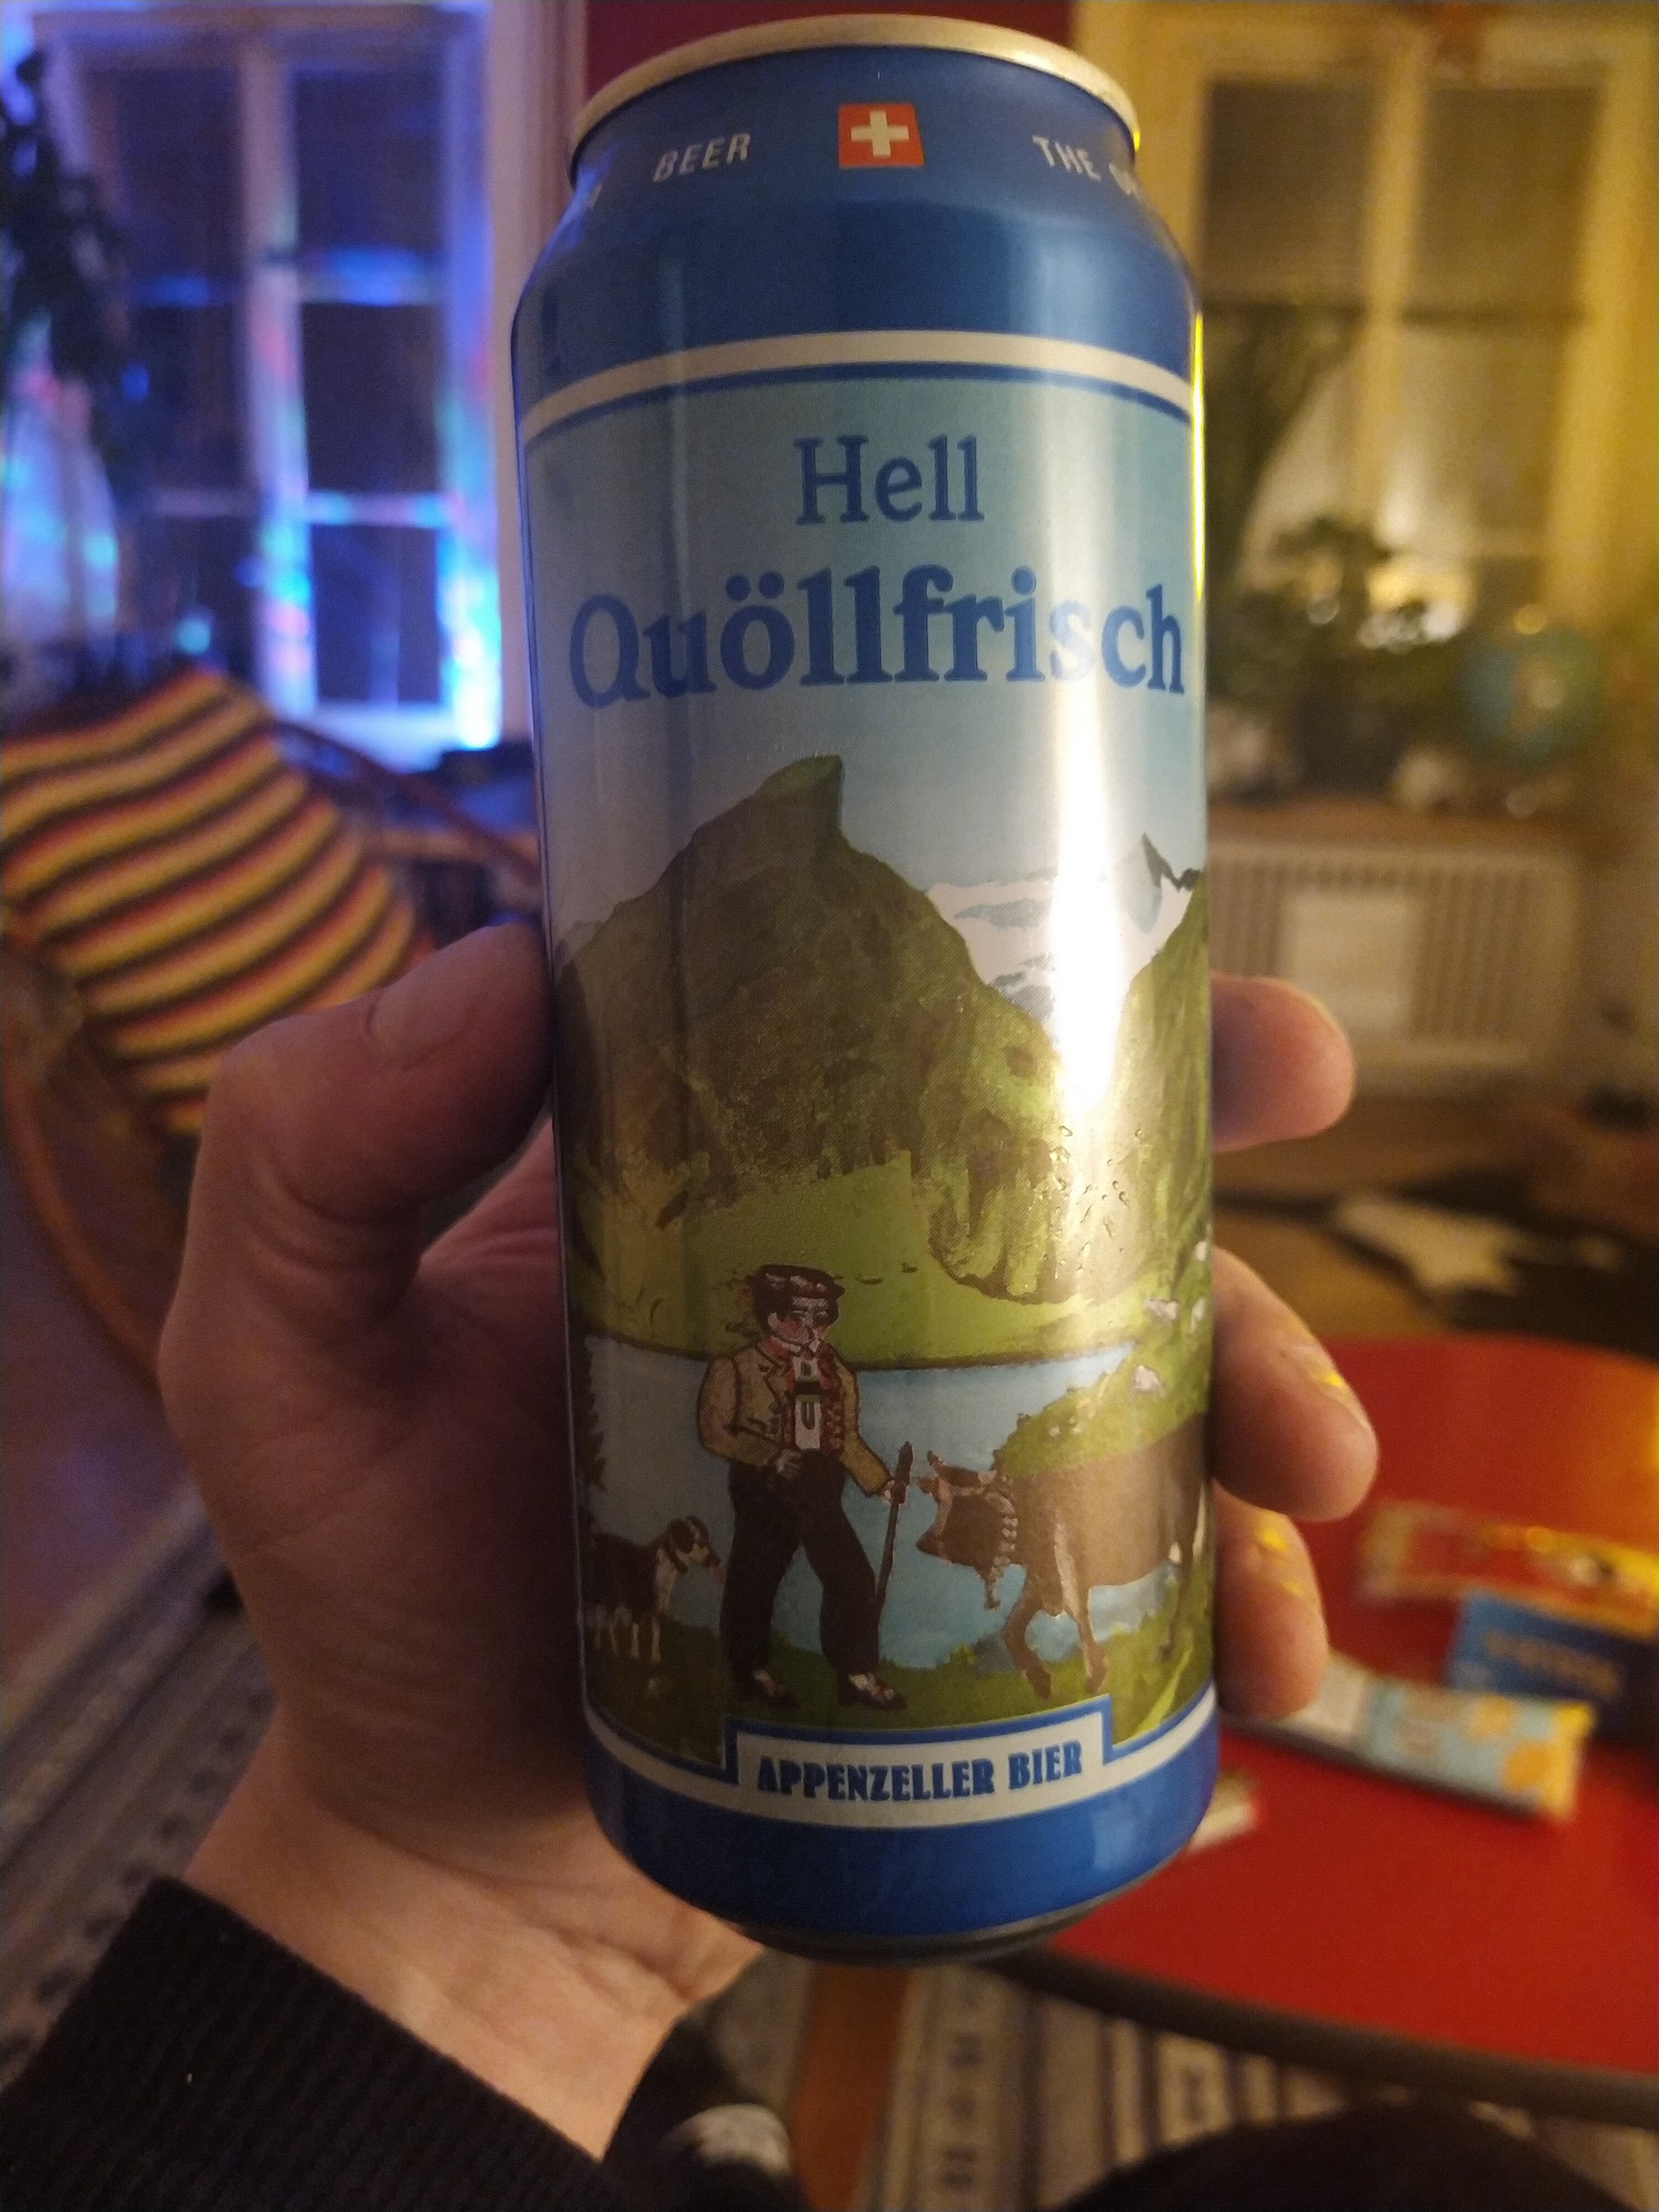 BEER THE
Hell
Quöllfrisch
APPENZELLER BIER